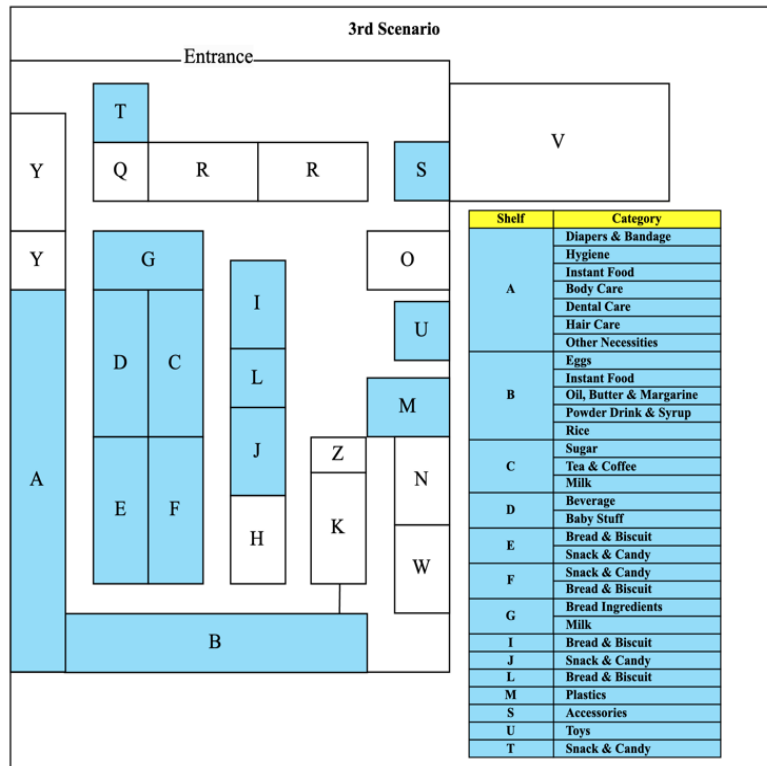 3rd Scenario
Entrance
T
V
Y
Q
R
R
S
Y
G
O
I
U
D
C
L
M
A
J
Z
N
E
F
H
K
W
B
Shelf Category
A
Diapers & Bandage
Hygiene
Instant Food
Body Care
Dental Care
Hair Care
Other Necessities
B
Eggs
Instant Food
Oil, Butter & Margarine
Powder Drink & Syrup
Rice
C
Sugar
Tea & Coffee
Milk
D
Beverage
Baby Stuff
E
Bread & Biscuit
Snack & Candy
F
Snack & Candy
Bread & Biscuit
G
Bread Ingredients
Milk
I Bread & Biscuit
J Snack & Candy
L Bread & Biscuit
M Plastics
S Accessories
U Toys
T Snack & Candy